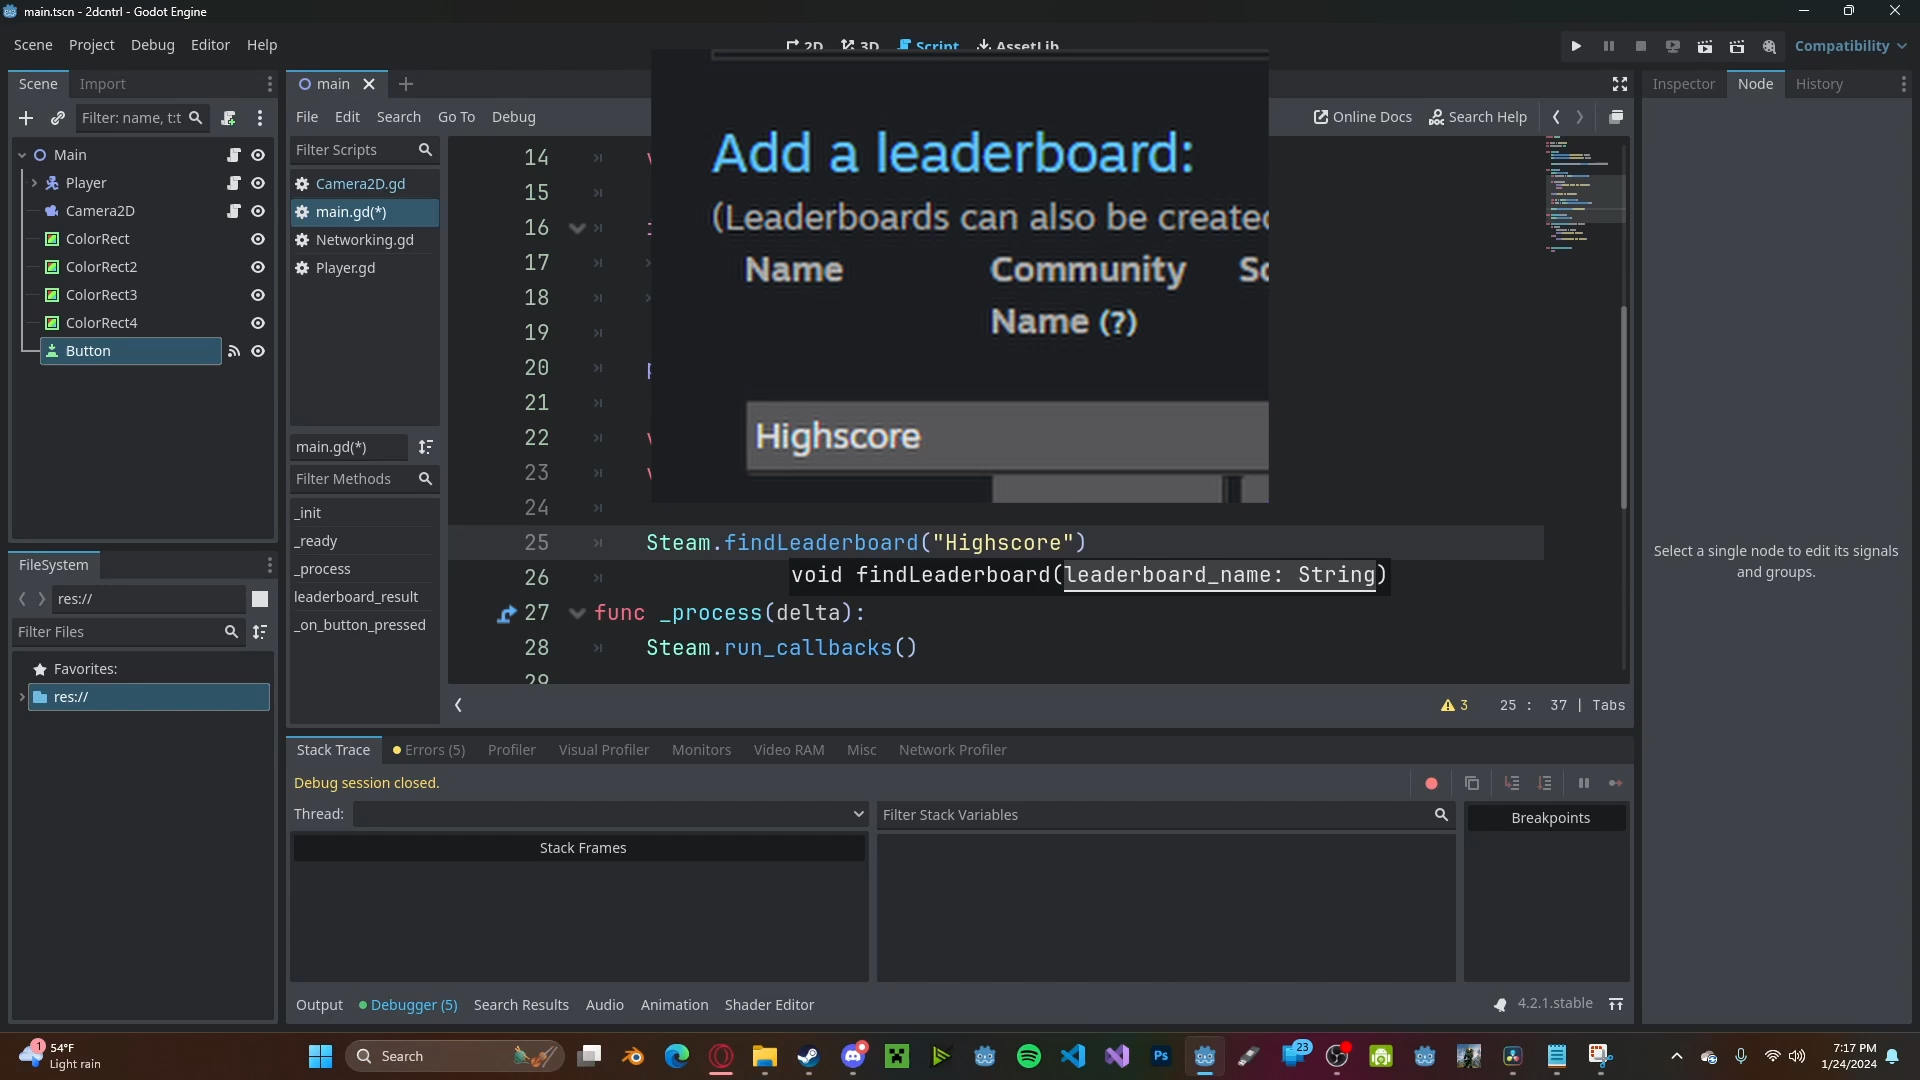 main.tscn - 2dcntrl - Godot Engine
Scene Project Debug Editor Help
2D 3D Script AssetLib
Compatibility
Scene Import
main
Inspector Node History
Filter: name, t:t
File Edit Search Go To Debug
Online Docs Search Help
Main
Player
Camera2D
ColorRect
ColorRect2
ColorRect3
ColorRect4
Button
Filter Scripts
Camera2D.gd
main.gd(*)
Networking.gd
Player.gd
main.gd(*)
Filter Methods
_init
_ready
_process
leaderboard_result
_on_button_pressed
Add a leaderboard:
(Leaderboards can also be created
Name Community
Name (?)
Highscore
14
15
16
17
18
19
20
21
22
23
24
25 Steam.findLeaderboard("Highscore")
26 void findLeaderboard(leaderboard_name: String)
27 func _process(delta):
28 Steam.run_callbacks()
29
3 25 : 37 | Tabs
Select a single node to edit its signals
and groups.
FileSystem
res://
Filter Files
Favorites:
res://
Stack Trace Errors (5) Profiler Visual Profiler Monitors Video RAM Misc Network Profiler
Debug session closed.
Thread:
Filter Stack Variables
Breakpoints
Stack Frames
Output Debugger (5) Search Results Audio Animation Shader Editor
4.2.1.stable
1
54°F
Light rain
Search
Ps
23
7:17 PM
1/24/2024